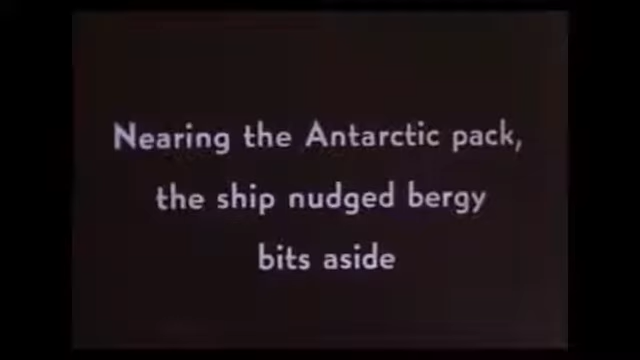 Nearing the Antarctic pack,
the ship nudged bergy
bits aside